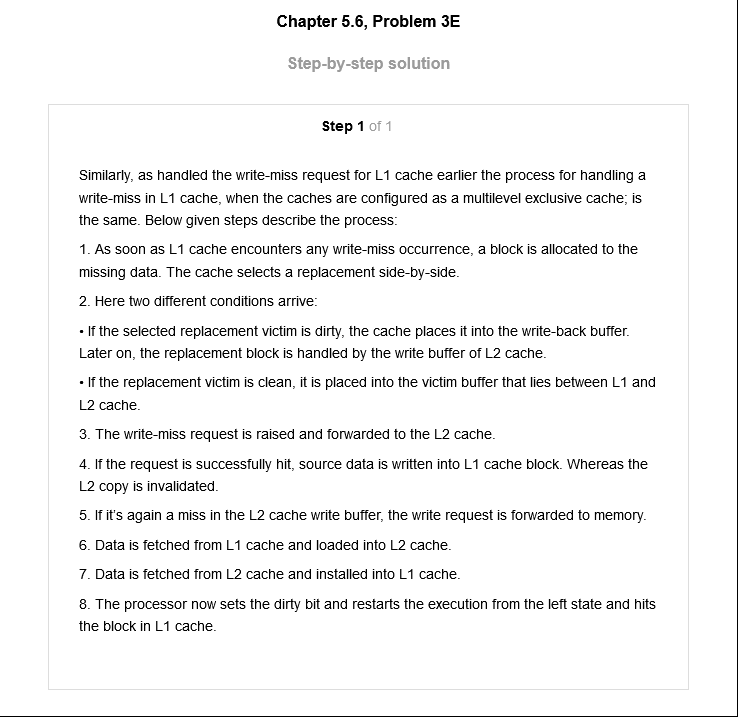 Chapter 5.6, Problem 3E
Step-by-step solution
Step 1 of 1
Similarly, as handled the write-miss request for L1 cache earlier the process for handling a
write-miss in L1 cache, when the caches are configured as a multilevel exclusive cache; is
the same. Below given steps describe the process:
1. As soon as L1 cache encounters any write-miss occurrence, a block is allocated to the
missing data. The cache selects a replacement side-by-side.
2. Here two different conditions arrive:
• If the selected replacement victim is dirty, the cache places it into the write-back buffer.
Later on, the replacement block is handled by the write buffer of L2 cache.
• If the replacement victim is clean, it is placed into the victim buffer that lies between L1 and
L2 cache.
3. The write-miss request is raised and forwarded to the L2 cache.
4. If the request is successfully hit, source data is written into L1 cache block. Whereas the
L2 copy is invalidated.
5. If it's again a miss in the L2 cache write buffer, the write request is forwarded to memory.
6. Data is fetched from L1 cache and loaded into L2 cache.
7. Data is fetched from L2 cache and installed into L1 cache.
8. The processor now sets the dirty bit and restarts the execution from the left state and hits
the block in L1 cache.